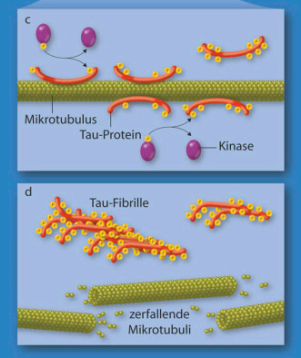 c
Mikrotubulus
Tau-Protein
Kinase
d
Tau-Fibrille
zerfallende
Mikrotubuli